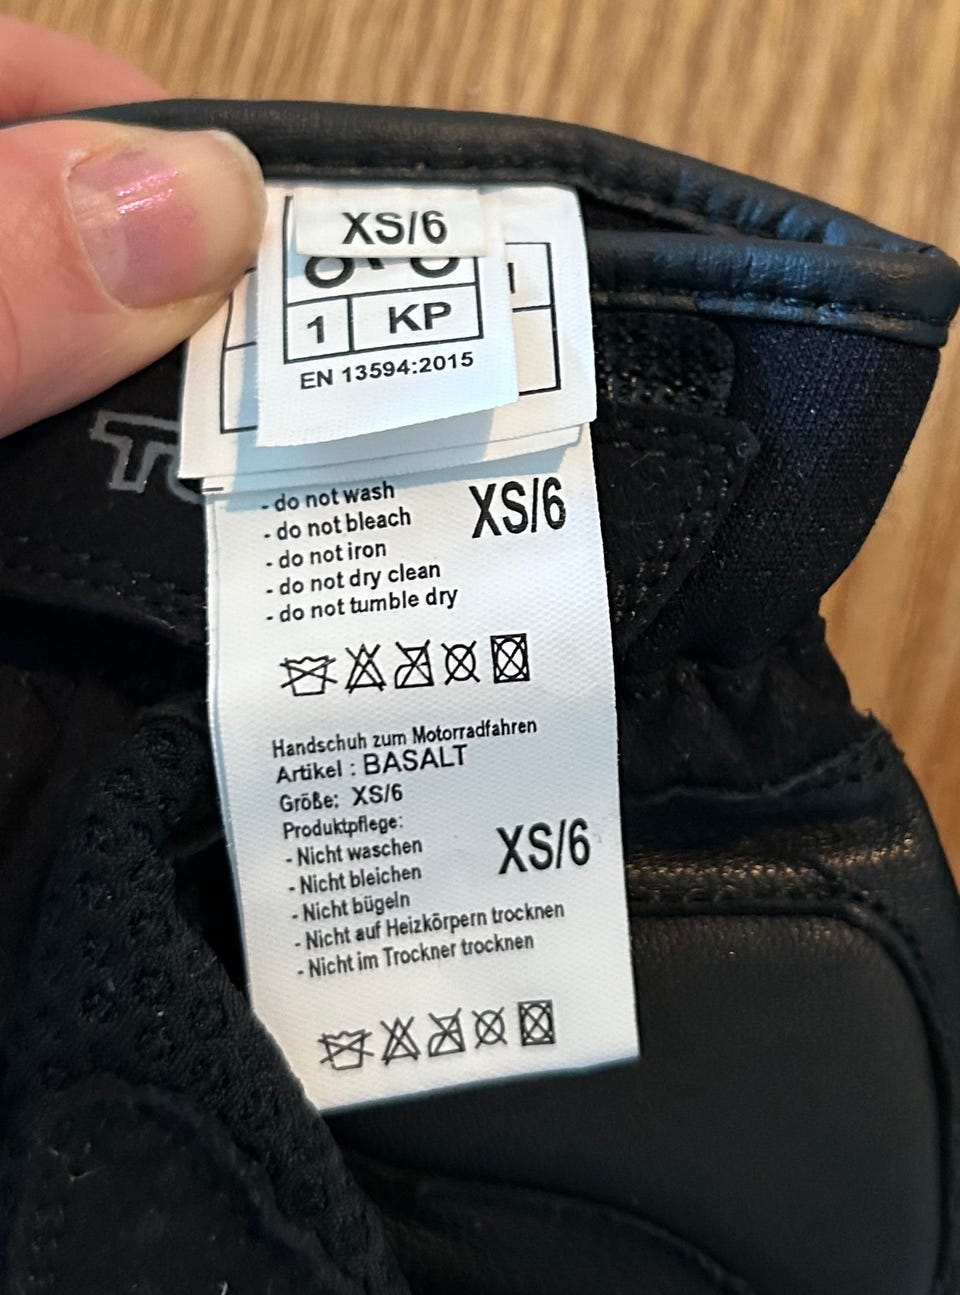 XS/6
1 KP
EN 13594:2015
- do not wash
- do not bleach
- do not iron
- do not dry clean
- do not tumble dry
XS/6
Handschuh zum Motorradfahren
Artikel : BASALT
Größe: XS/6
Produktpflege:
- Nicht waschen
- Nicht bleichen
- Nicht bügeln
- Nicht auf Heizkörpern trocknen
- Nicht im Trockner trocknen
XS/6